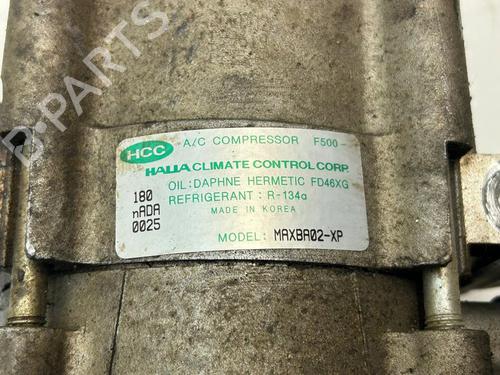 HCC A/C COMPRESSOR F500-
HALLA CLIMATE CONTROL CORP.
OIL:DAPHNE HERMETIC FD46XG
REFRIGERANT : R-134a
MADE IN KOREA
180
nADA
0025
MODEL: MAXBA02-XP
B-PARTS